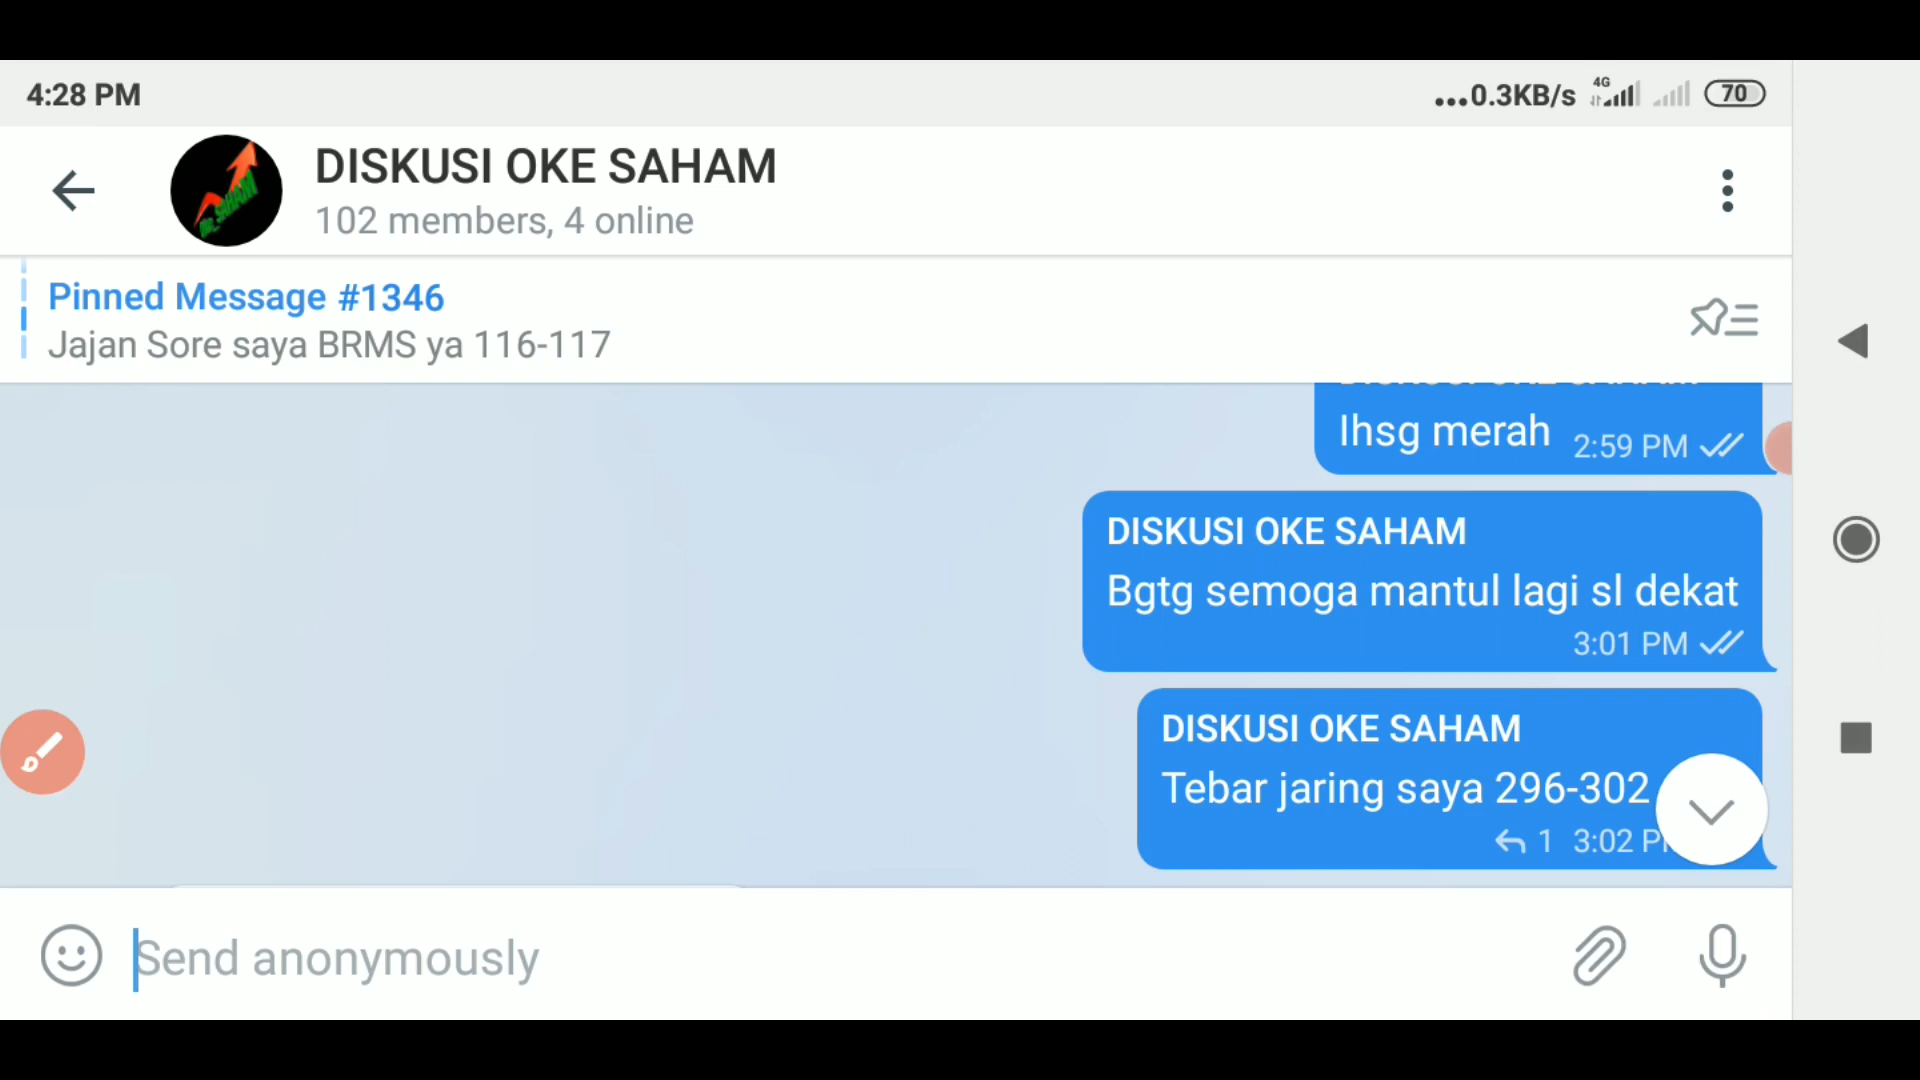 4:28 PM
...0.3KB/s 4G 70
DISKUSI OKE SAHAM
102 members, 4 online
Pinned Message #1346
Jajan Sore saya BRMS ya 116-117
Ihsg merah 2:59 PM
DISKUSI OKE SAHAM
Bgtg semoga mantul lagi sl dekat
3:01 PM
DISKUSI OKE SAHAM
Tebar jaring saya 296-302
1 3:02
Send anonymously